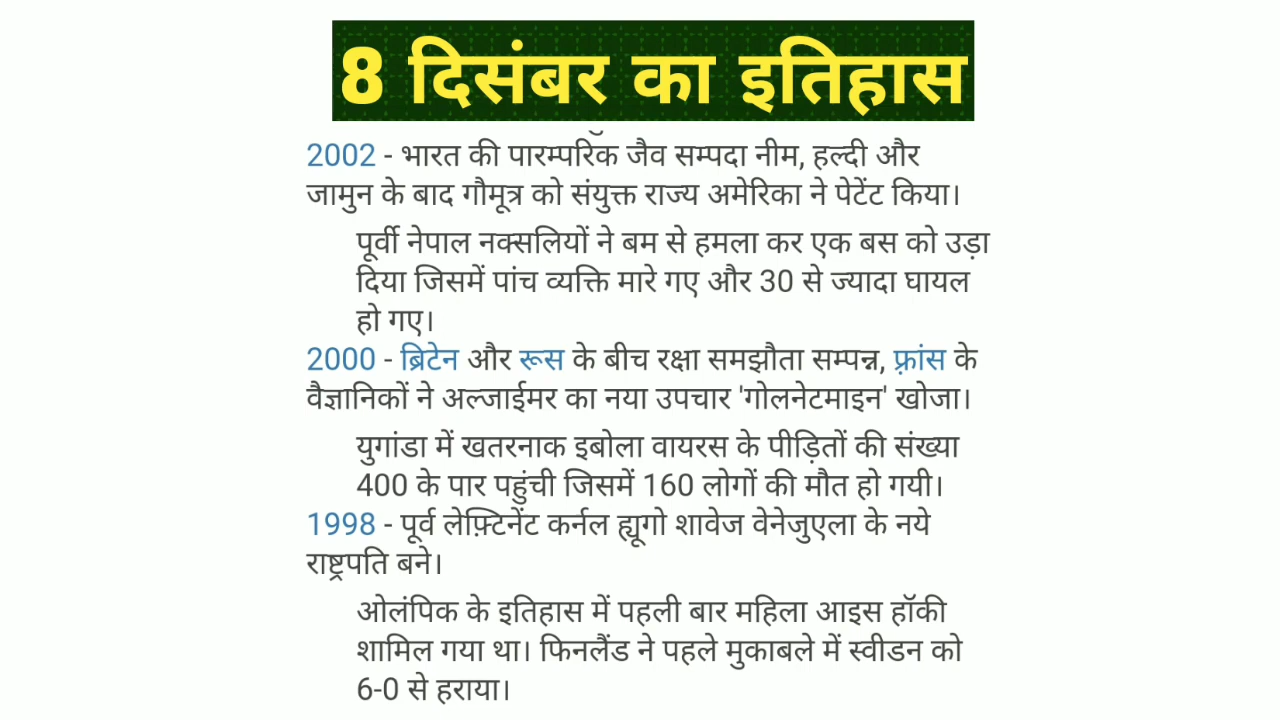 8 दिसंबर का इतिहास
2002 - भारत की पारम्परिक जैव सम्पदा नीम, हल्दी और
जामुन के बाद गौमूत्र को संयुक्त राज्य अमेरिका ने पेटेंट किया।
पूर्वी नेपाल नक्सलियों ने बम से हमला कर एक बस को उड़ा
दिया जिसमें पांच व्यक्ति मारे गए और 30 से ज्यादा घायल
हो गए।
2000 - ब्रिटेन और रूस के बीच रक्षा समझौता सम्पन्न, फ़्रांस के
वैज्ञानिकों ने अल्जाईमर का नया उपचार 'गोलनेटमाइन' खोजा।
युगांडा में खतरनाक इबोला वायरस के पीड़ितों की संख्या
400 के पार पहुंची जिसमें 160 लोगों की मौत हो गयी।
1998 - पूर्व लेफ़्टिनेंट कर्नल ह्यूगो शावेज वेनेजुएला के नये
राष्ट्रपति बने।
ओलंपिक के इतिहास में पहली बार महिला आइस हॉकी
शामिल गया था। फिनलैंड ने पहले मुकाबले में स्वीडन को
6-0 से हराया।